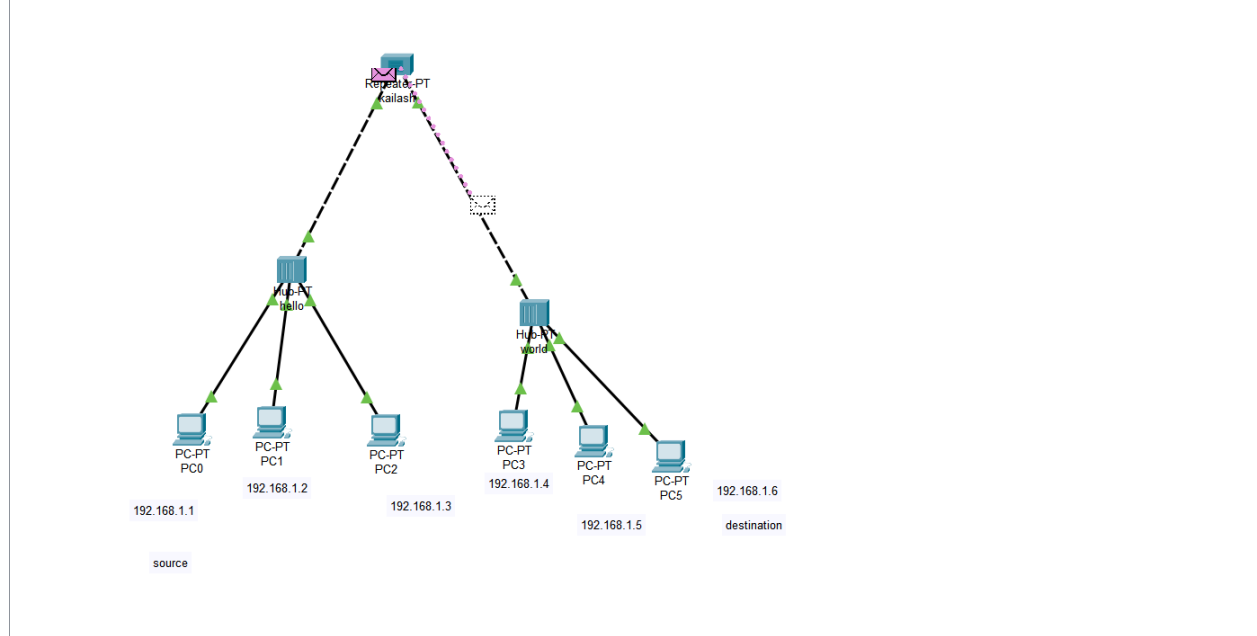 Repeater-PT
kailash
Hub-PT
hello
Hub-PT
world
PC-PT
PC0
PC-PT
PC1
PC-PT
PC2
PC-PT
PC3
PC-PT
PC4
PC-PT
PC5
192.168.1.1
192.168.1.2
192.168.1.3
192.168.1.4
192.168.1.5
192.168.1.6
source
destination